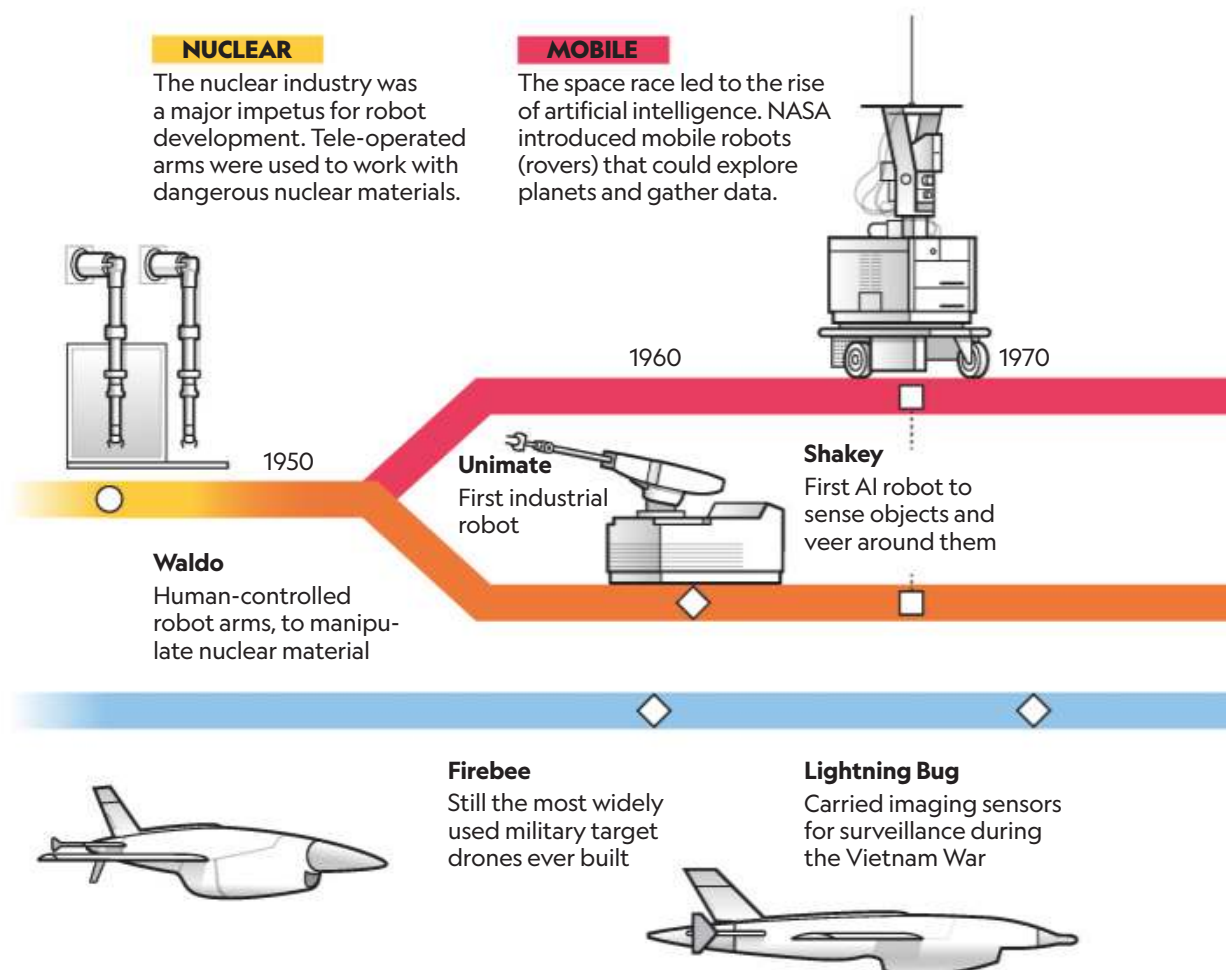 NUCLEAR
The nuclear industry was
a major impetus for robot
development. Tele-operated
arms were used to work with
dangerous nuclear materials.
MOBILE
The space race led to the rise
of artificial intelligence. NASA
introduced mobile robots
(rovers) that could explore
planets and gather data.
1950
1960
1970
Waldo
Human-controlled
robot arms, to manipu-
late nuclear material
Unimate
First industrial
robot
Shakey
First AI robot to
sense objects and
veer around them
Firebee
Still the most widely
used military target
drones ever built
Lightning Bug
Carried imaging sensors
for surveillance during
the Vietnam War